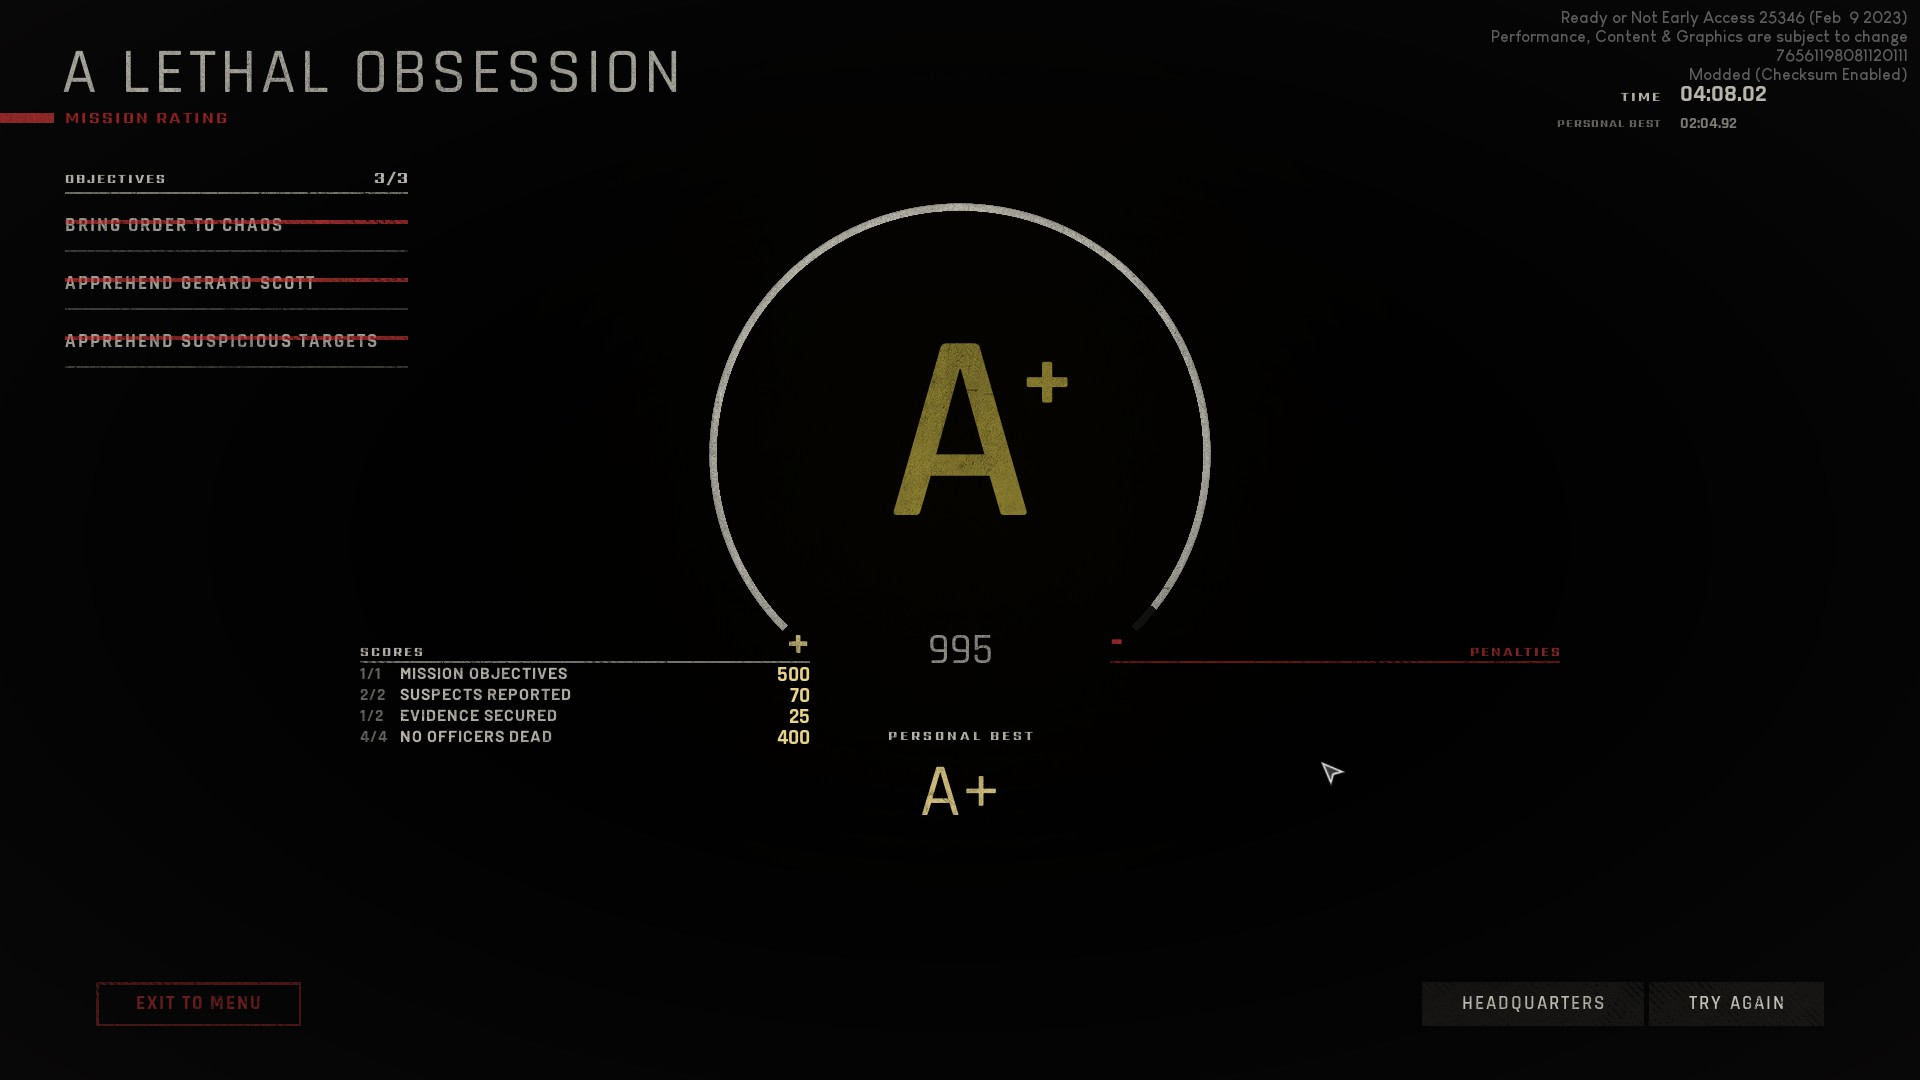 Ready or Not Early Access 25346 (Feb 9 2023)
Performance, Content & Graphics are subject to change
76561198081120111
Modded (Checksum Enabled)
A LETHAL OBSESSION
MISSION RATING
TIME 04:08.02
PERSONAL BEST 02:04.92
OBJECTIVES 3/3
BRING ORDER TO CHAOS
APPREHEND GERARD SCOTT
APPREHEND SUSPICIOUS TARGETS
A+
995
SCORES +
1/1 MISSION OBJECTIVES 500
2/2 SUSPECTS REPORTED 70
1/2 EVIDENCE SECURED 25
4/4 NO OFFICERS DEAD 400
- PENALTIES
PERSONAL BEST
A+
EXIT TO MENU
HEADQUARTERS
TRY AGAIN